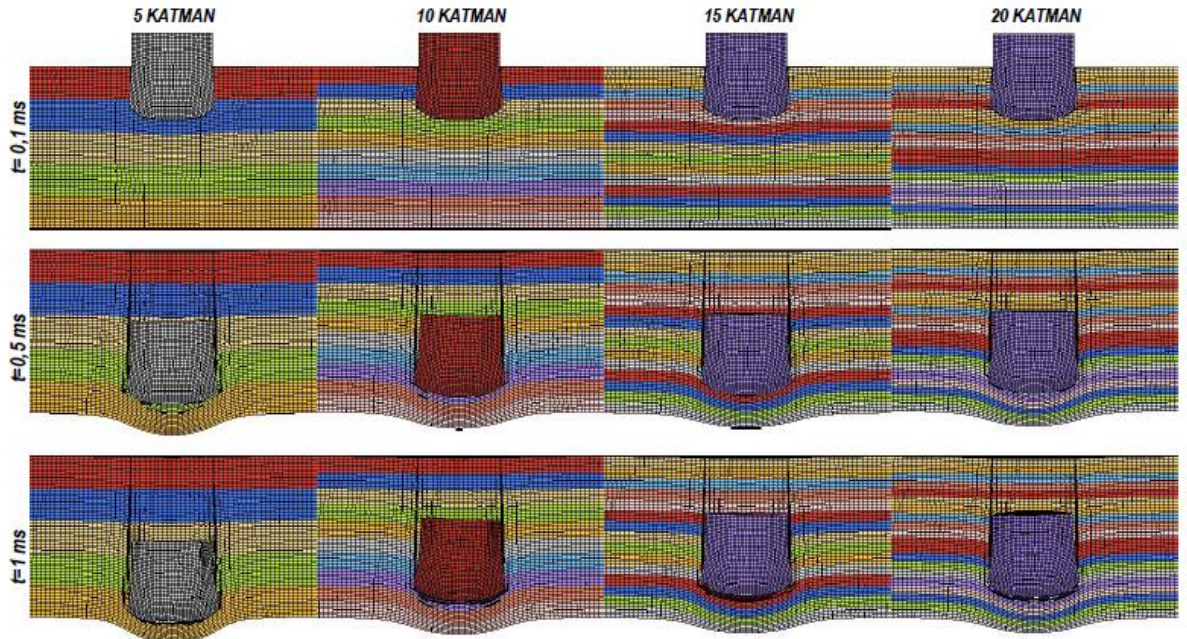 5 KATMAN
10 KATMAN
15 KATMAN
20 KATMAN
t= 0,1 ms
t=0,5 ms
t=1 ms